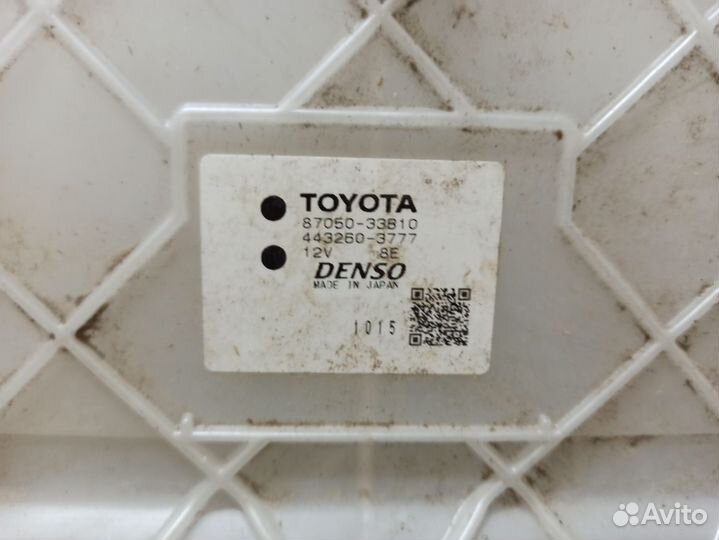 TOYOTA
87050-33810
443260-3777
12V 8E
DENSO
MADE IN JAPAN
1015
Avito